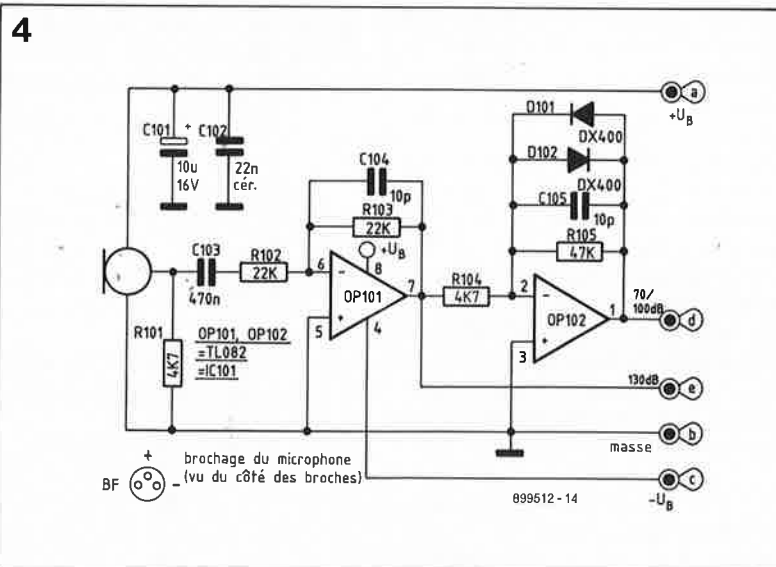 4
a
+U_B
C101
+
10u
16V
C102
22n
cér.
C104
10p
R103
22K
+U_B
D101
DX400
D102
DX400
C105
10p
R105
47K
C103
470n
R102
22K
6
-
8
OP101
7
5
+
4
R104
4K7
2
-
OP102
1
3
+
70/
100dB
d
R101
4K7
OP101, OP102
=TL082
=IC101
130dB
e
b
masse
c
-U_B
+
BF
-
brochage du microphone
(vu du côté des broches)
899512-14